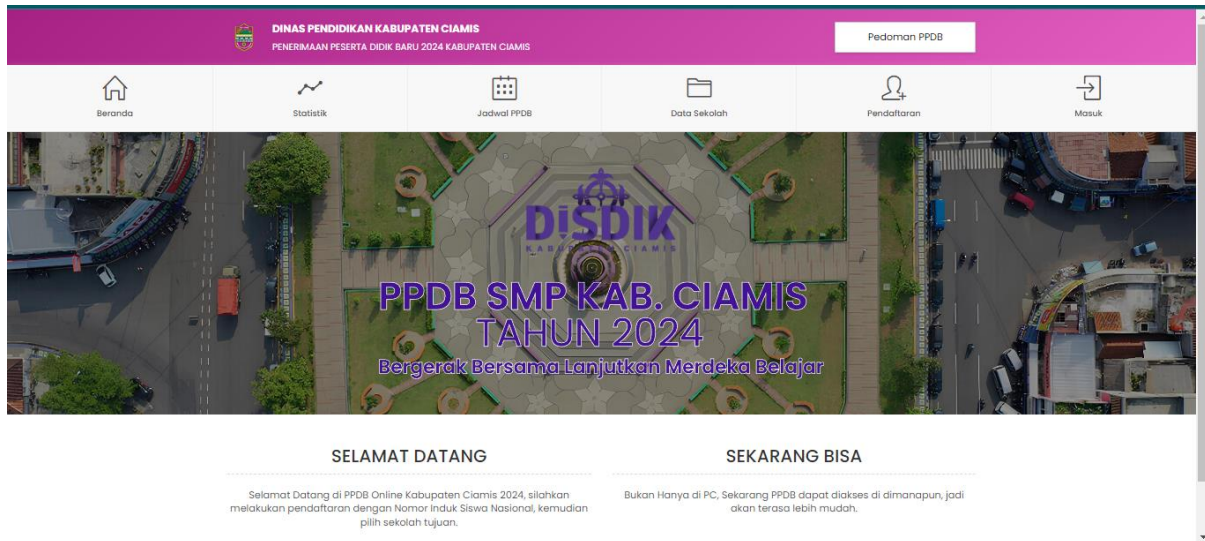 DINAS PENDIDIKAN KABUPATEN CIAMIS
PENERIMAAN PESERTA DIDIK BARU 2024 KABUPATEN CIAMIS
Pedoman PPDB
Beranda
Statistik
Jadwal PPDB
Data Sekolah
Pendaftaran
Masuk
DISDIK
KABUPATEN CIAMIS
PPDB SMP KAB. CIAMIS
TAHUN 2024
Bergerak Bersama Lanjutkan Merdeka Belajar
SELAMAT DATANG
Selamat Datang di PPDB Online Kabupaten Ciamis 2024, silahkan
melakukan pendaftaran dengan Nomor Induk Siswa Nasional, kemudian
pilih sekolah tujuan.
SEKARANG BISA
Bukan Hanya di PC, Sekarang PPDB dapat diakses di dimanapun, jadi
akan terasa lebih mudah.